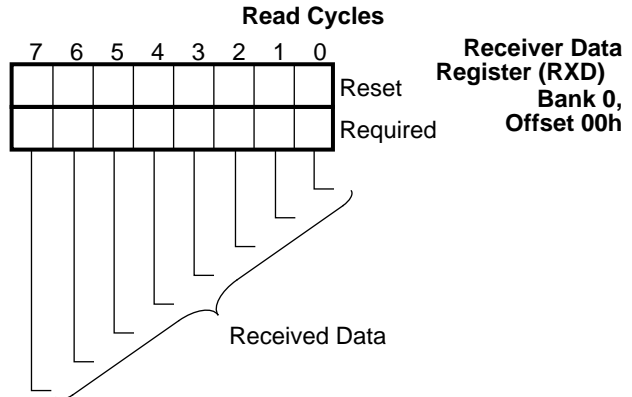 Read Cycles
7 6 5 4 3 2 1 0
Reset
Required
Receiver Data
Register (RXD)
Bank 0,
Offset 00h
Received Data